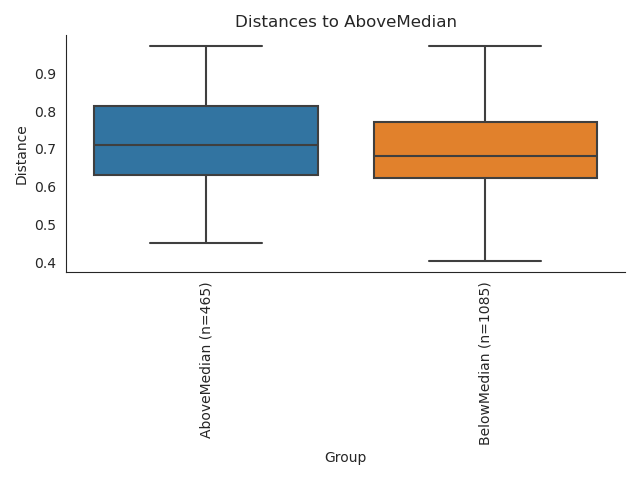 Distances to AboveMedian
Distance
0.9
0.8
0.7
0.6
0.5
0.4
AboveMedian (n=465)
BelowMedian (n=1085)
Group